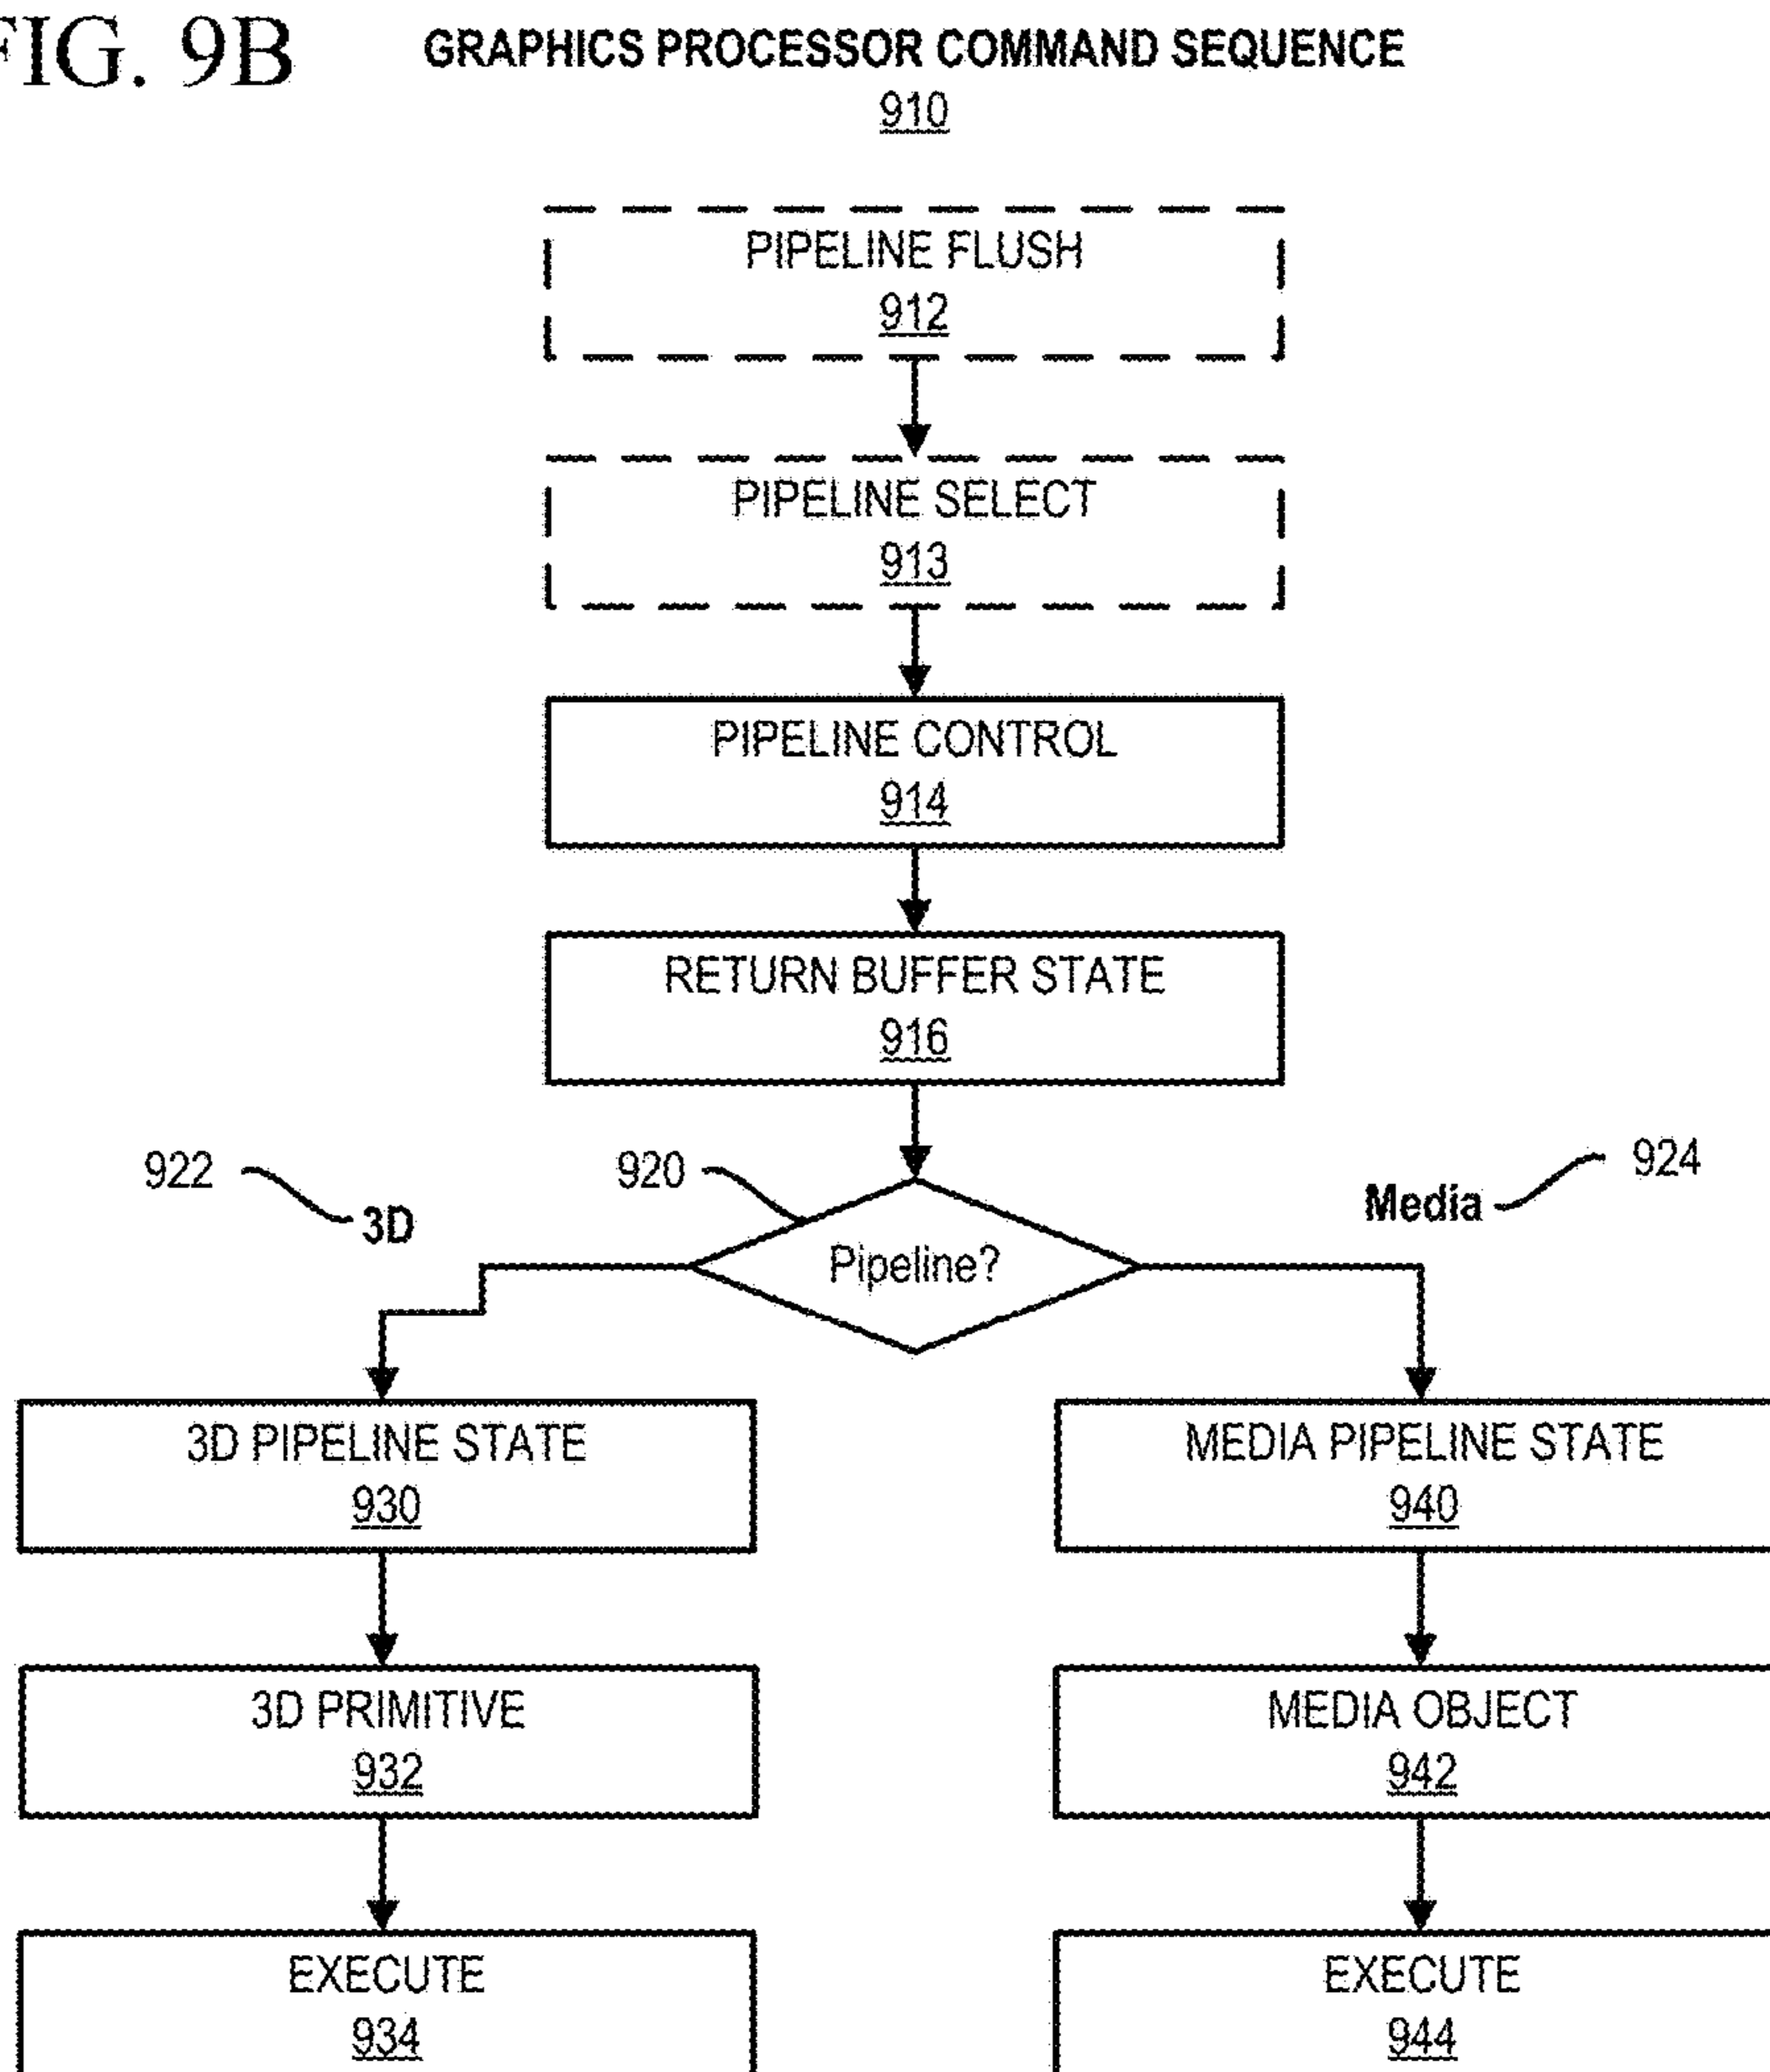 FIG. 9B
GRAPHICS PROCESSOR COMMAND SEQUENCE
910
PIPELINE FLUSH
912
PIPELINE SELECT
913
PIPELINE CONTROL
914
RETURN BUFFER STATE
916
922
3D
920
Pipeline?
Media
924
3D PIPELINE STATE
930
MEDIA PIPELINE STATE
940
3D PRIMITIVE
932
MEDIA OBJECT
942
EXECUTE
934
EXECUTE
944